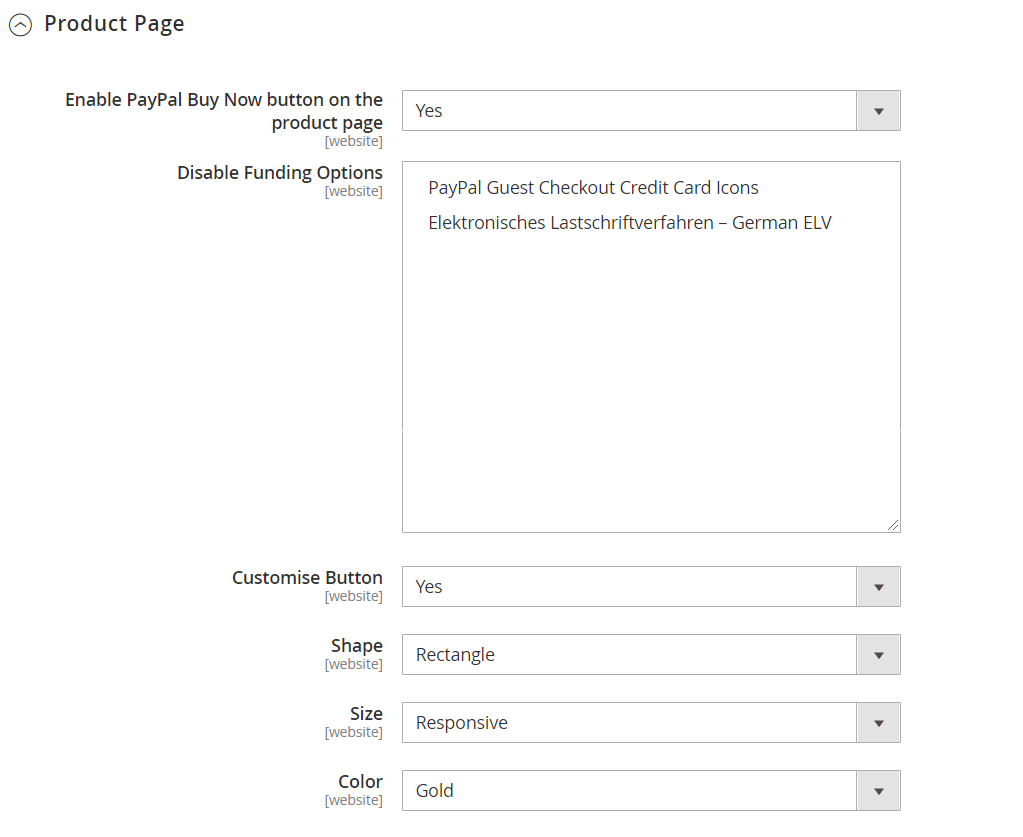 Product Page
Enable PayPal Buy Now button on the
product page
[website]
Yes
Disable Funding Options
[website]
PayPal Guest Checkout Credit Card Icons
Elektronisches Lastschriftverfahren – German ELV
Customise Button
[website]
Yes
Shape
[website]
Rectangle
Size
[website]
Responsive
Color
[website]
Gold